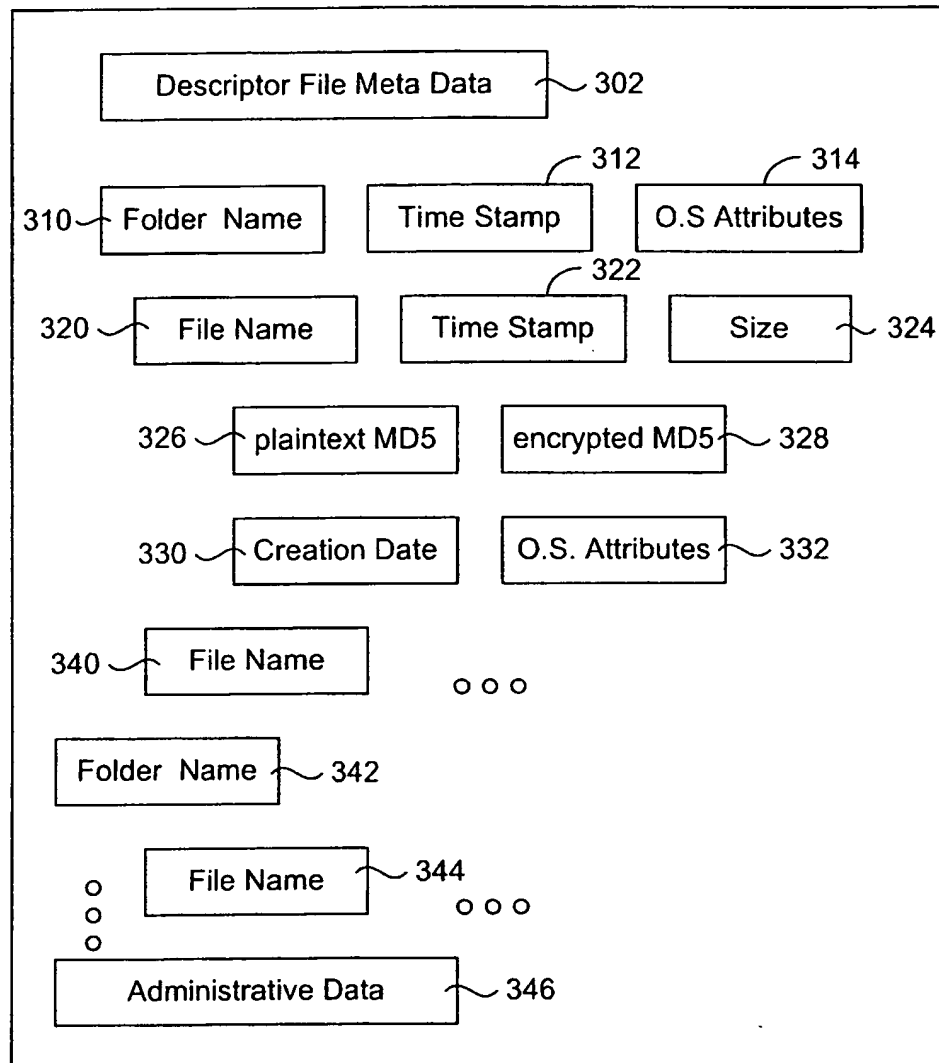 Descriptor File Meta Data 302
312 314
310 Folder Name Time Stamp O.S Attributes
322
320 File Name Time Stamp Size 324
326 plaintext MD5 encrypted MD5 328
330 Creation Date O.S. Attributes 332
340 File Name
Folder Name 342
File Name 344
Administrative Data 346